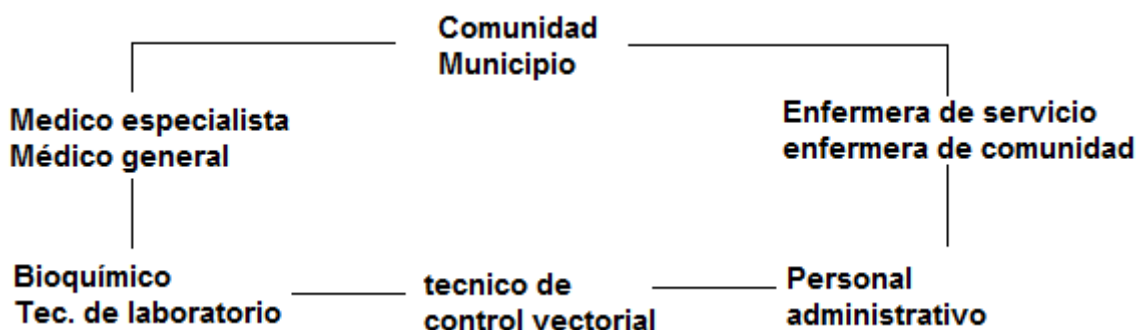 Comunidad
Municipio
Medico especialista
Médico general
Enfermera de servicio
enfermera de comunidad
Bioquímico
Tec. de laboratorio
tecnico de
control vectorial
Personal
administrativo